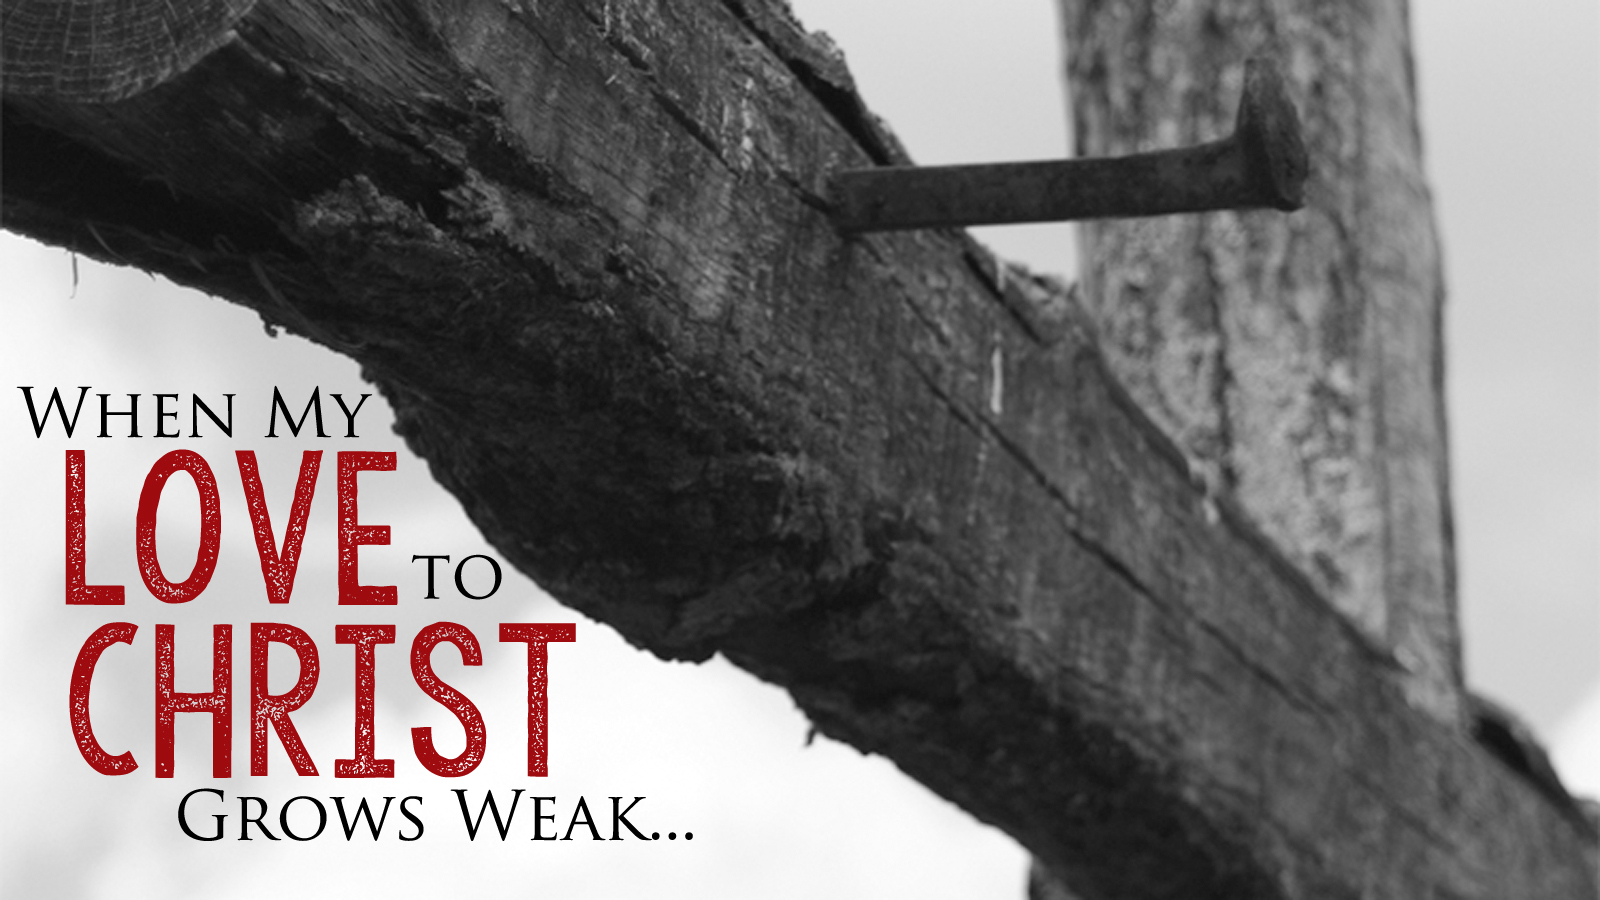 When My
LOVE to
CHRIST
Grows Weak...